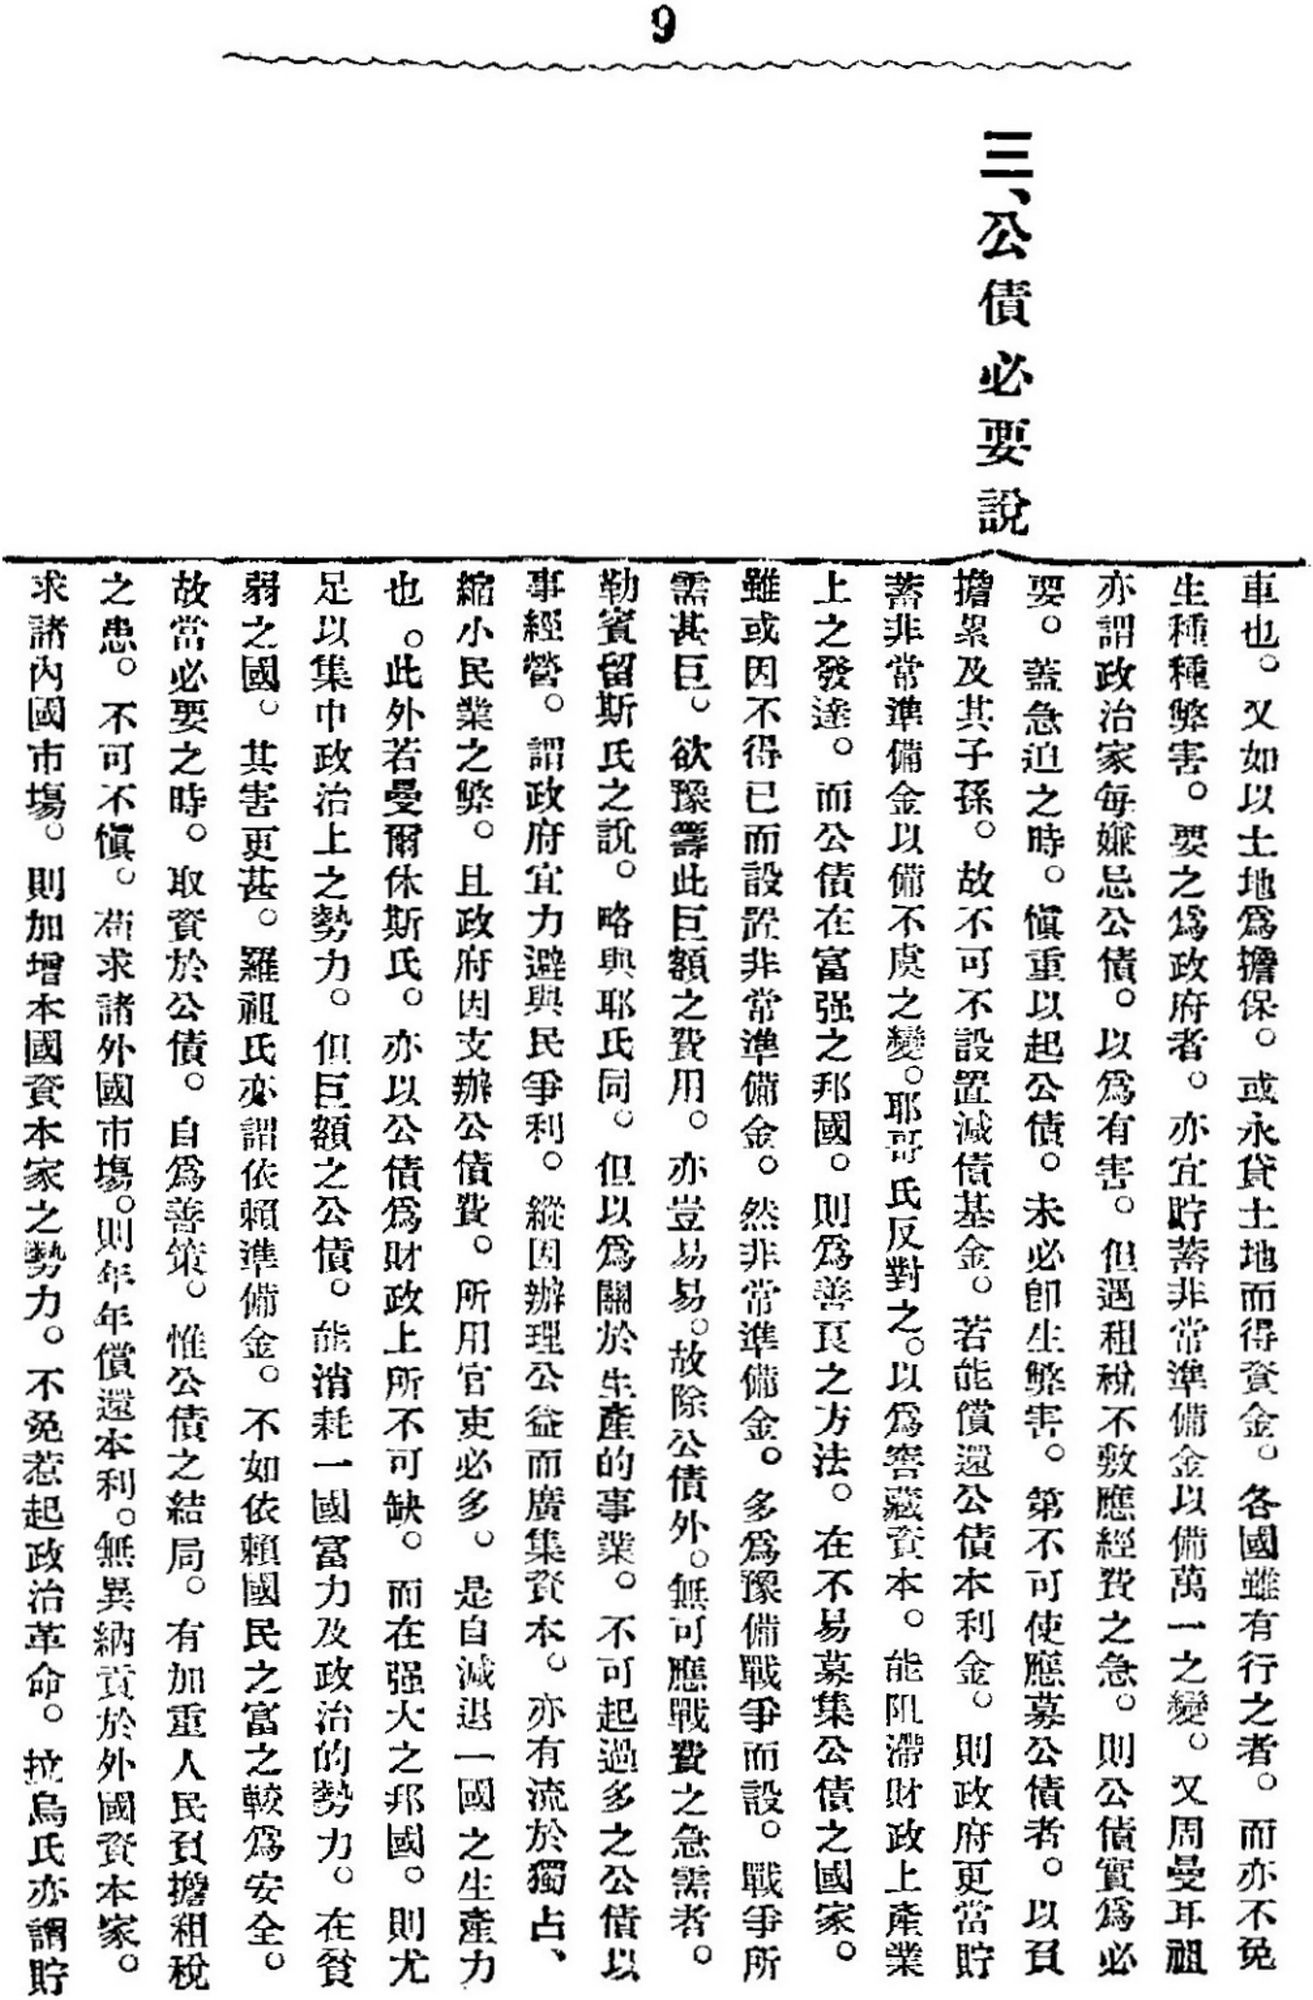 9
三、公債必要說
車也。又如以土地爲擔保。或永貸土地而得資金。各國雖有行之者。而亦不免
生種種弊害。要之爲政府者。亦宜貯蓄非常準備金以備萬一之變。又周曼耳祖
亦謂政治家每嫌忌公債。以爲有害。但遇租稅不敷應經費之急。則公債實爲必
要。蓋急迫之時。愼重以起公債。未必卽生弊害。第不可使應募公債者。以負
擔累及其子孫。故不可不設置減債基金。若能償還公債本利金。則政府更當貯
蓄非常準備金以備不虞之變。耶哥氏反對之。以爲窖藏資本。能阻滯財政上產業
上之發達。而公債在富强之邦國。則爲善良之方法。在不易募集公債之國家。
雖或因不得已而設置非常準備金。然非常準備金。多爲豫備戰爭而設。戰爭所
需甚巨。欲豫籌此巨額之費用。亦豈易易。故除公債外。無可應戰費之急需者。
勒賓留斯氏之說。略與耶氏同。但以爲關於生產的事業。不可起過多之公債以
事經營。謂政府宜力避與民爭利。縱因辦理公益而廣集資本。亦有流於獨占、
縮小民業之弊。且政府因支辦公債費。所用官吏必多。是自減退一國之生產力
也。此外若曼爾休斯氏。亦以公債爲財政上所不可缺。而在强大之邦國。則尤
足以集中政治上之勢力。但巨額之公債。能消耗一國富力及政治的勢力。在貧
弱之國。其害更甚。羅祖氏亦謂依賴準備金。不如依賴國民之富之較爲安全。
故當必要之時。取資於公債。自爲善策。惟公債之結局。有加重人民負擔租稅
之患。不可不愼。苟求諸外國市塲。則年年償還本利。無異納貢於外國資本家。
求諸內國市塲。則加增本國資本家之勢力。不免惹起政治革命。拉烏氏亦謂貯